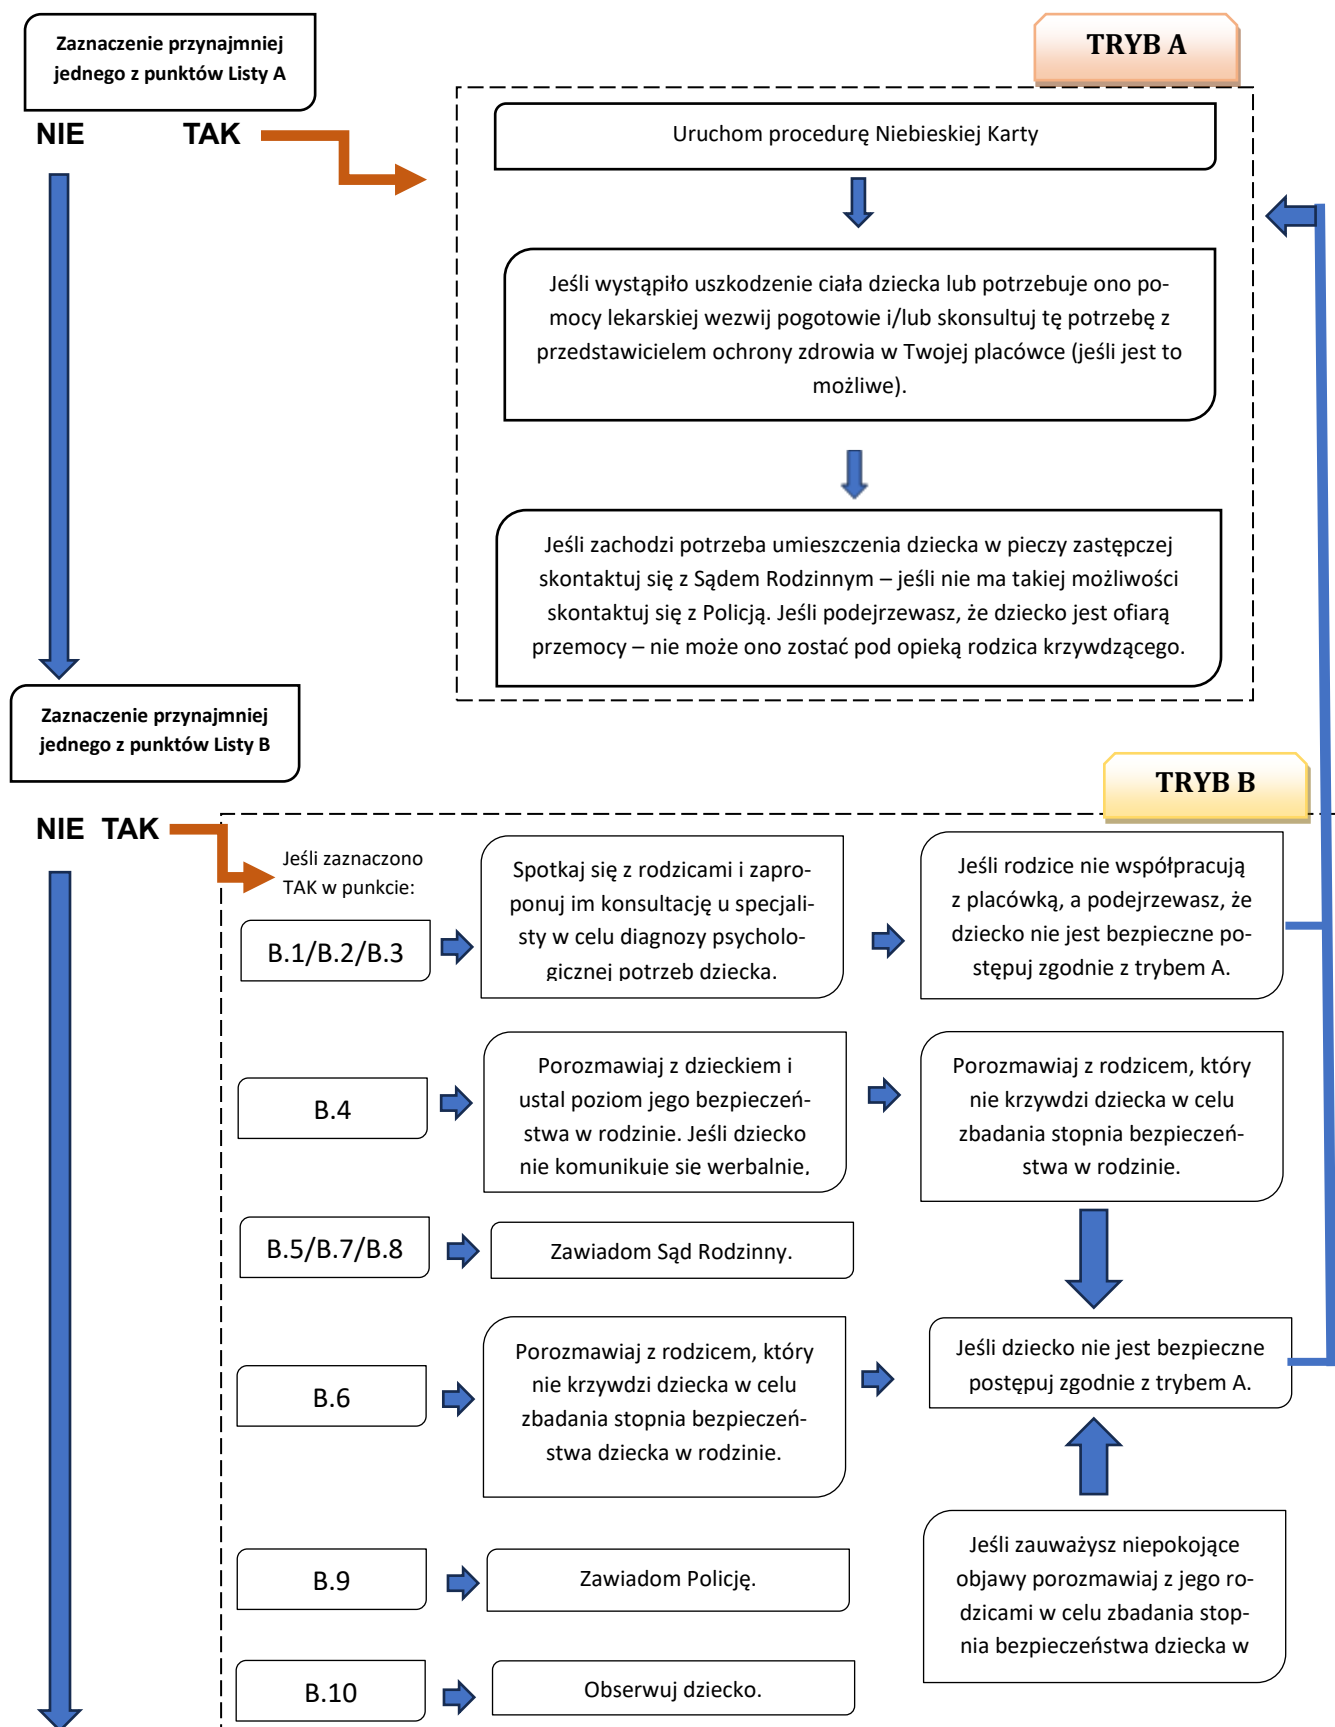 Zaznaczenie przynajmniej
jednego z punktów Listy A
NIE TAK
TRYB A
Uruchom procedurę Niebieskiej Karty
Jeśli wystąpiło uszkodzenie ciała dziecka lub potrzebuje ono po-
mocy lekarskiej wezwij pogotowie i/lub skonsultuj tę potrzebę z
przedstawicielem ochrony zdrowia w Twojej placówce (jeśli jest to
możliwe).
Jeśli zachodzi potrzeba umieszczenia dziecka w pieczy zastępczej
skontaktuj się z Sądem Rodzinnym – jeśli nie ma takiej możliwości
skontaktuj się z Policją. Jeśli podejrzewasz, że dziecko jest ofiarą
przemocy – nie może ono zostać pod opieką rodzica krzywdzącego.
Zaznaczenie przynajmniej
jednego z punktów Listy B
NIE TAK
TRYB B
Jeśli zaznaczono
TAK w punkcie:
B.1/B.2/B.3
Spotkaj się z rodzicami i zapro-
ponuj im konsultację u specjali-
sty w celu diagnozy psycholo-
gicznej potrzeb dziecka.
Jeśli rodzice nie współpracują
z placówką, a podejrzewasz, że
dziecko nie jest bezpieczne po-
stępuj zgodnie z trybem A.
B.4
Porozmawiaj z dzieckiem i
ustal poziom jego bezpieczeń-
stwa w rodzinie. Jeśli dziecko
nie komunikuje się werbalnie,
Porozmawiaj z rodzicem, który
nie krzywdzi dziecka w celu
zbadania stopnia bezpieczeń-
stwa w rodzinie.
B.5/B.7/B.8
Zawiadom Sąd Rodzinny.
B.6
Porozmawiaj z rodzicem, który
nie krzywdzi dziecka w celu
zbadania stopnia bezpieczeń-
stwa dziecka w rodzinie.
Jeśli dziecko nie jest bezpieczne
postępuj zgodnie z trybem A.
B.9
Zawiadom Policję.
Jeśli zauważysz niepokojące
objawy porozmawiaj z jego ro-
dzicami w celu zbadania stop-
nia bezpieczeństwa dziecka w
B.10
Obserwuj dziecko.